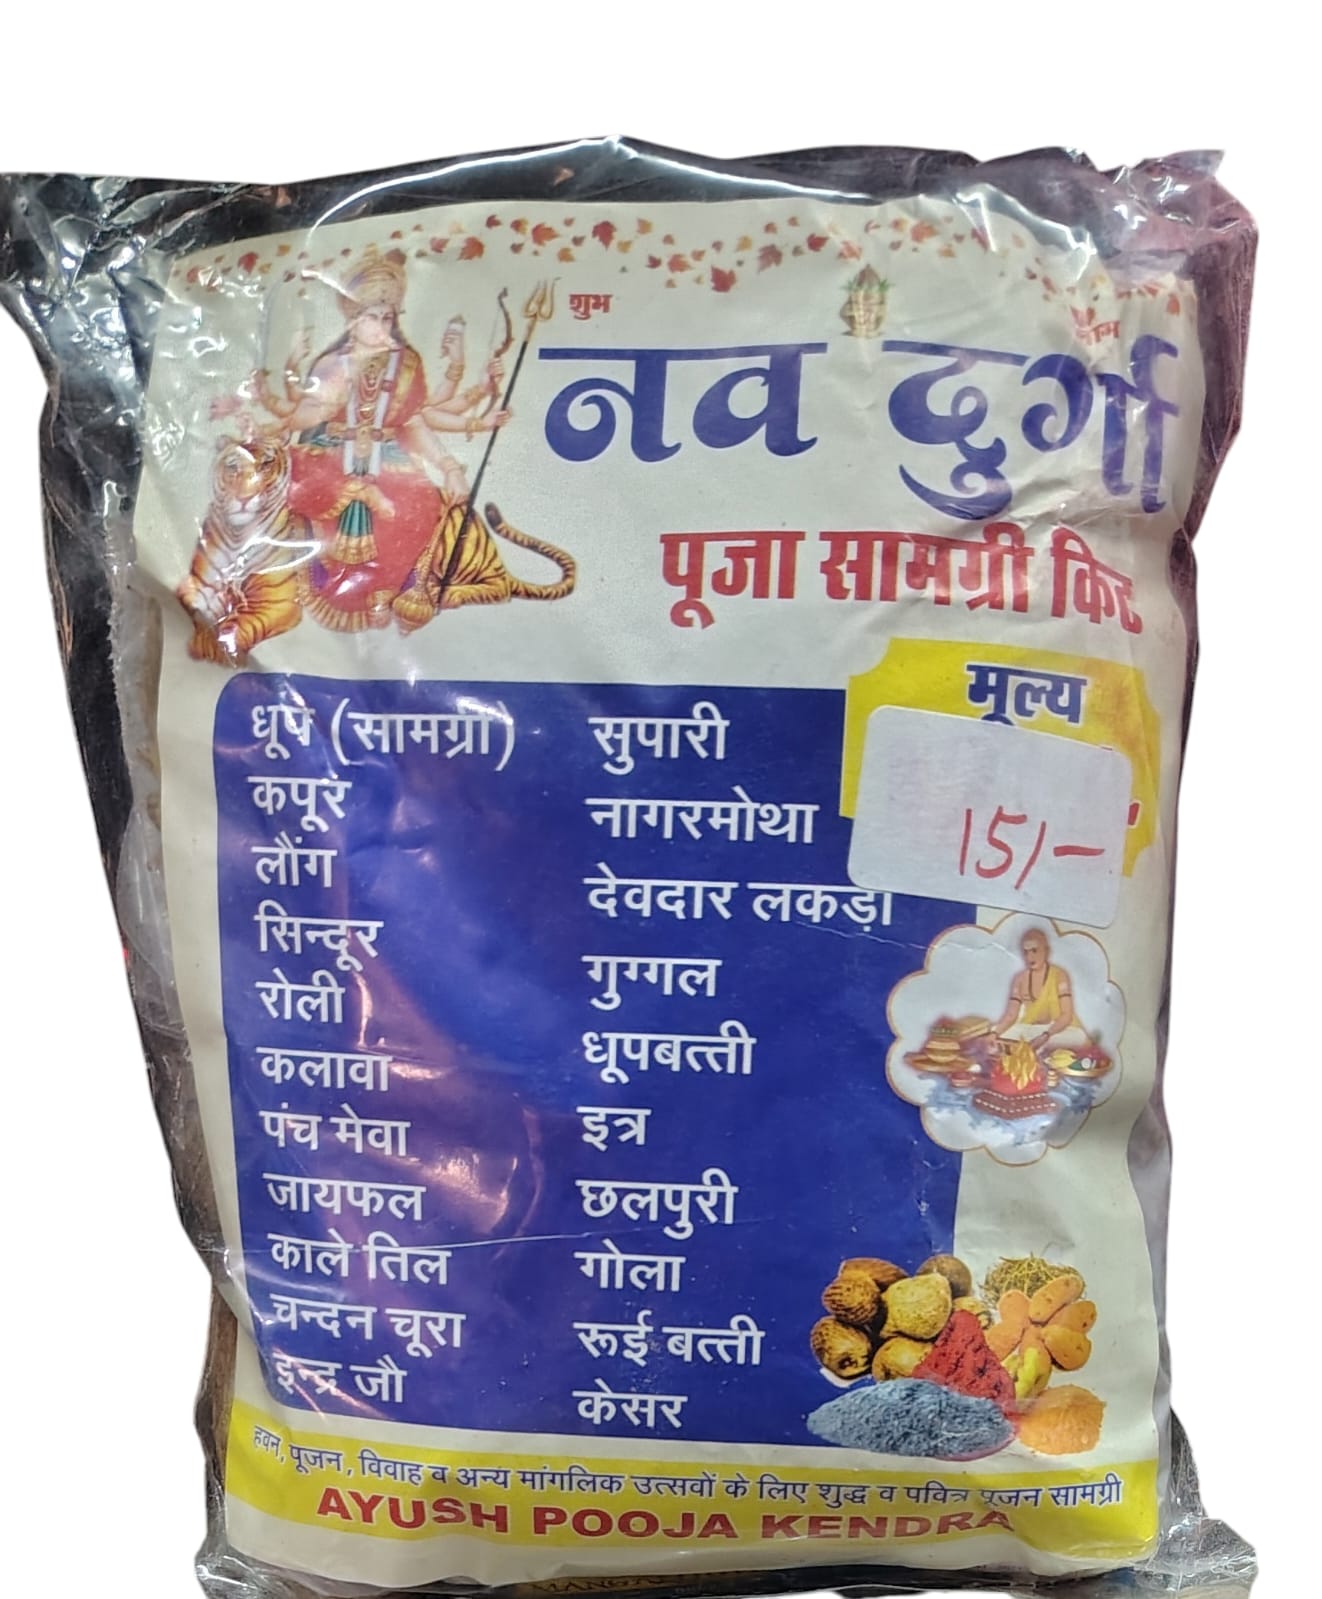 शुभ
लाभ
नव दुर्गा
पूजा सामग्री किट
मूल्य
15/-
धूप (सामग्री)
कपूर
लौंग
सिन्दूर
रोली
कलावा
पंच मेवा
जायफल
काले तिल
चन्दन चूरा
इन्द्र जौ
सुपारी
नागरमोथा
देवदार लकड़ी
गुग्गल
धूपबत्ती
इत्र
छलपुरी
गोला
रूई बत्ती
केसर
हवन, पूजन, विवाह व अन्य मांगलिक उत्सवों के लिए शुद्ध व पवित्र पूजन सामग्री
AYUSH POOJA KENDRA